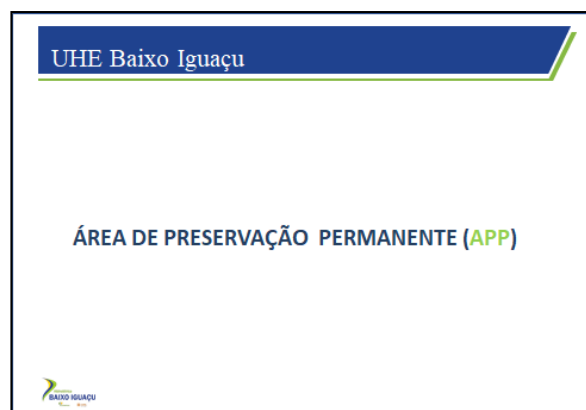 UHE Baixo Iguaçu
ÁREA DE PRESERVAÇÃO PERMANENTE (APP)
BAIXO IGUAÇU